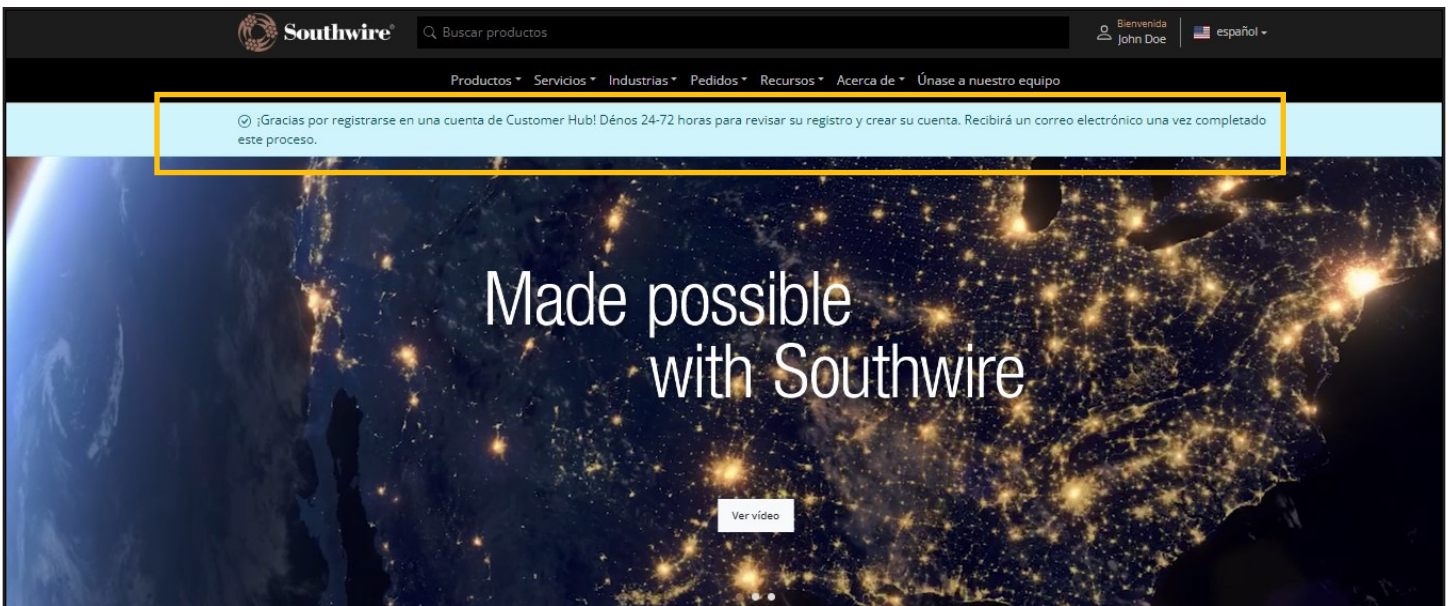 Southwire®
Buscar productos
Bienvenida
John Doe
español
Productos Servicios Industrias Pedidos Recursos Acerca de Únase a nuestro equipo
¡Gracias por registrarse en una cuenta de Customer Hub! Dénos 24-72 horas para revisar su registro y crear su cuenta. Recibirá un correo electrónico una vez completado
este proceso.
Made possible
with Southwire
Ver vídeo